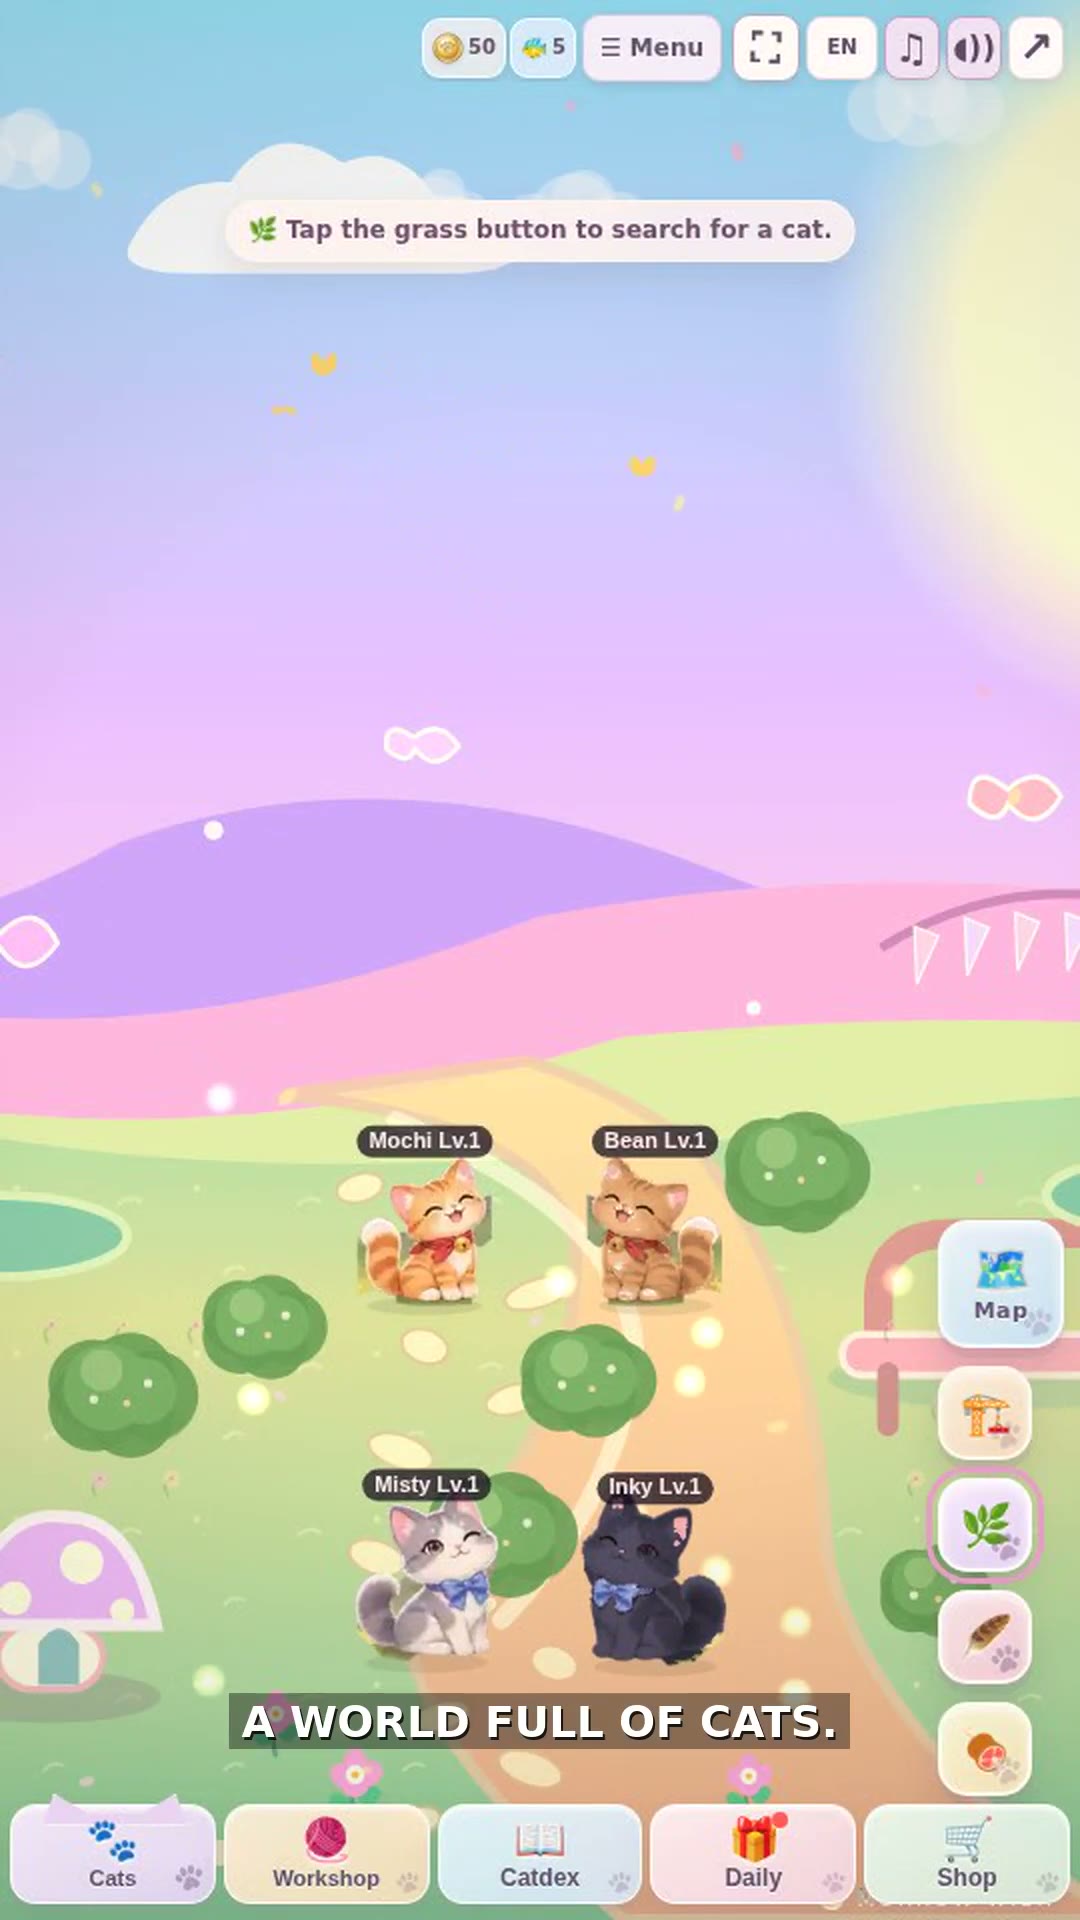 50
5
☰ Menu
EN
Tap the grass button to search for a cat.
Mochi Lv.1
Bean Lv.1
Map
Misty Lv.1
Inky Lv.1
A WORLD FULL OF CATS.
Cats
Workshop
Catdex
Daily
Shop